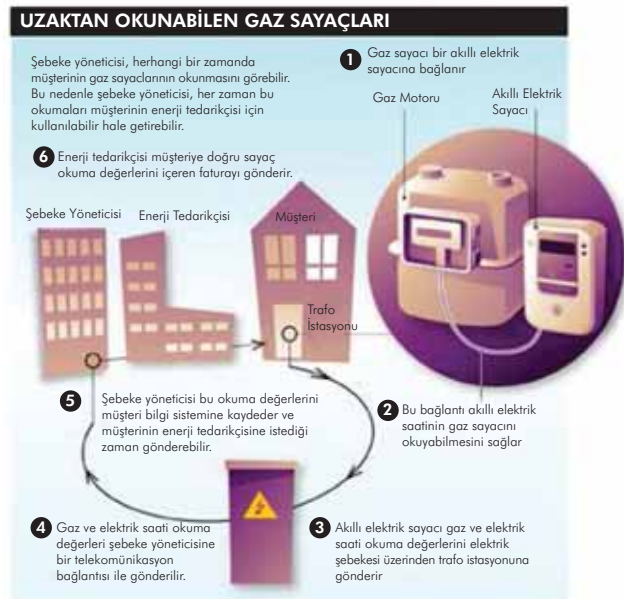 UZAKTAN OKUNABİLEN GAZ SAYAÇLARI
Şebeke yöneticisi, herhangi bir zamanda
müşterinin gaz sayaclarının okunmasını görebilir.
Bu nedenle şebeke yöneticisi, her zaman bu
okumaları müşterinin enerji tedarikçisi için
kullanılabilir hale getirebilir.
1 Gaz sayacı bir akıllı elektrik
sayacına bağlanır
Gaz Motoru
Akıllı Elektrik
Sayacı
6 Enerji tedarikçisi müşteriye doğru sayaç
okuma değerlerini içeren faturayı gönderir.
Şebeke Yöneticisi
Enerji Tedarikçisi
Müşteri
Trafo
İstasyonu
5 Şebeke yöneticisi bu okuma değerlerini
müşteri bilgi sistemine kaydeder ve
müşterinin enerji tedarikçisine istediği
zaman gönderebilir.
2 Bu bağlantı akıllı elektrik
saatinin gaz sayacını
okuyabilmesini sağlar
4 Gaz ve elektrik saati okuma
değerleri şebeke yöneticisine
bir telekomünikasyon
bağlantısı ile gönderilir.
3 Akıllı elektrik sayacı gaz ve elektrik
saati okuma değerlerini elektrik
şebekesi üzerinden trafo istasyonuna
gönderir